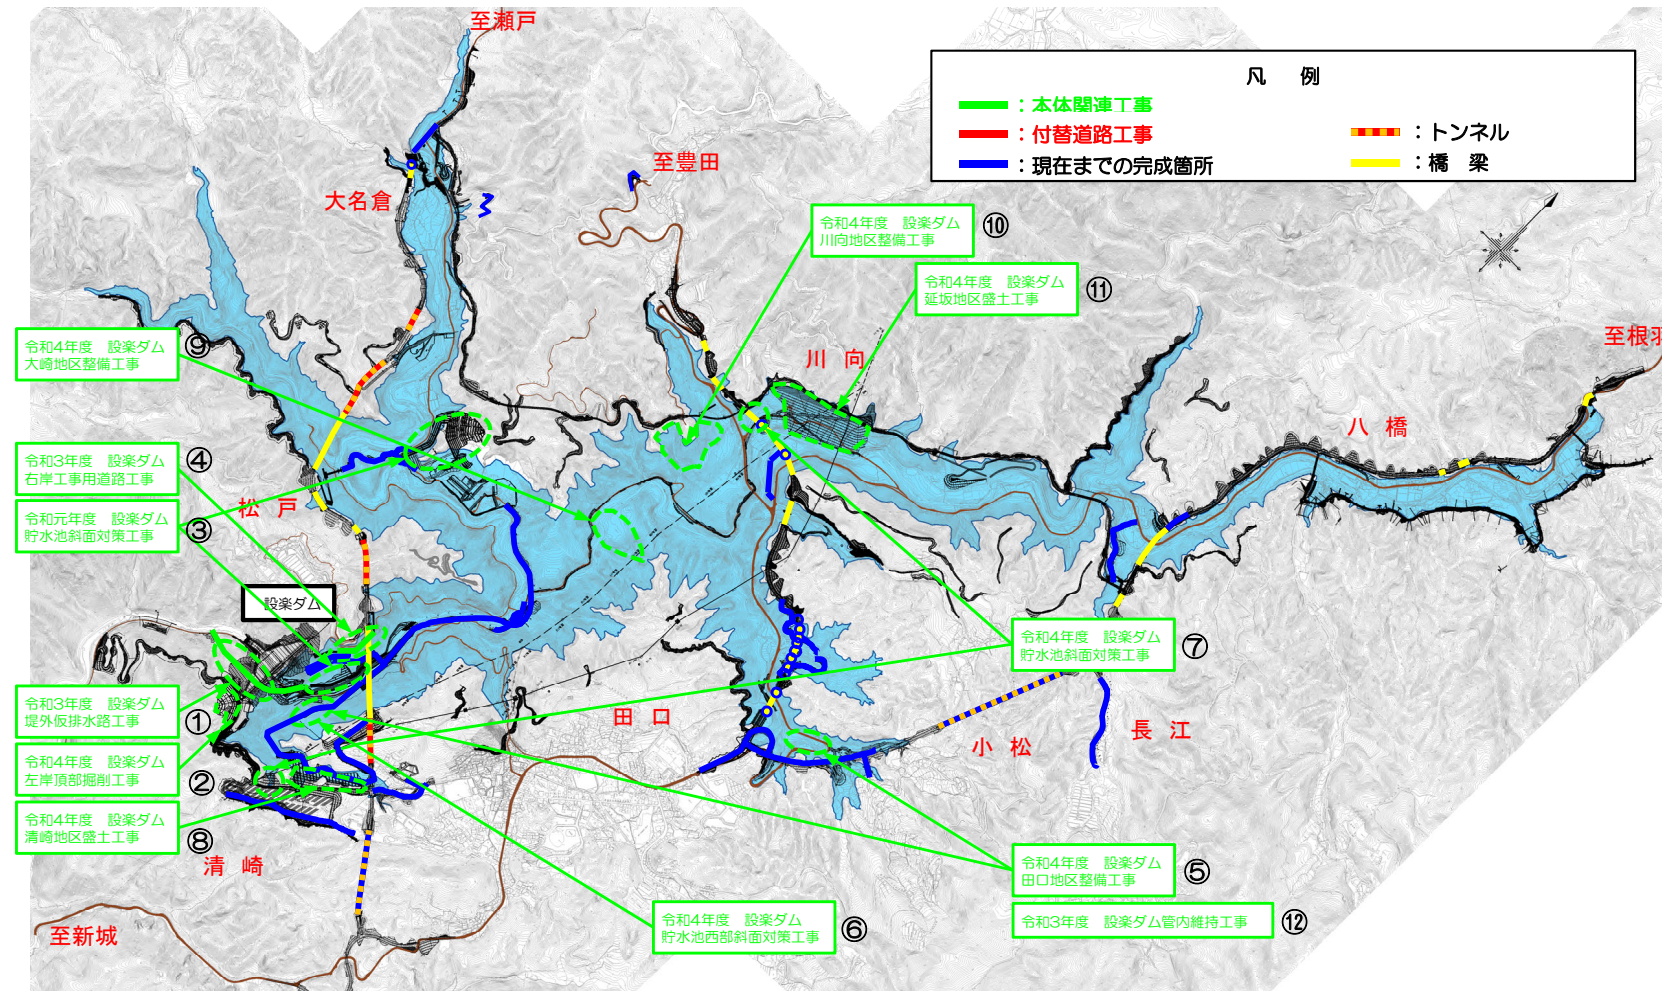 至瀬戸
凡 例
：本体関連工事
：付替道路工事
：トンネル
：現在までの完成箇所
：橋 梁
至豊田
大名倉
令和4年度 設楽ダム
川向地区整備工事
⑩
令和4年度 設楽ダム
延坂地区盛土工事
⑪
令和4年度 設楽ダム
大崎地区整備工事
⑨
川 向
至根羽
八 橋
令和3年度 設楽ダム
右岸工事用道路工事
④
松 戸
令和元年度 設楽ダム
貯水池斜面対策工事
③
設楽ダム
令和4年度 設楽ダム
貯水池斜面対策工事
⑦
令和3年度 設楽ダム
堤外仮排水路工事
①
田 口
小 松
長 江
令和4年度 設楽ダム
左岸頂部掘削工事
②
令和4年度 設楽ダム
清崎地区盛土工事
⑧
清 崎
令和4年度 設楽ダム
田口地区整備工事
⑤
令和4年度 設楽ダム
貯水池西部斜面対策工事
⑥
令和3年度 設楽ダム管内維持工事
⑫
至新城